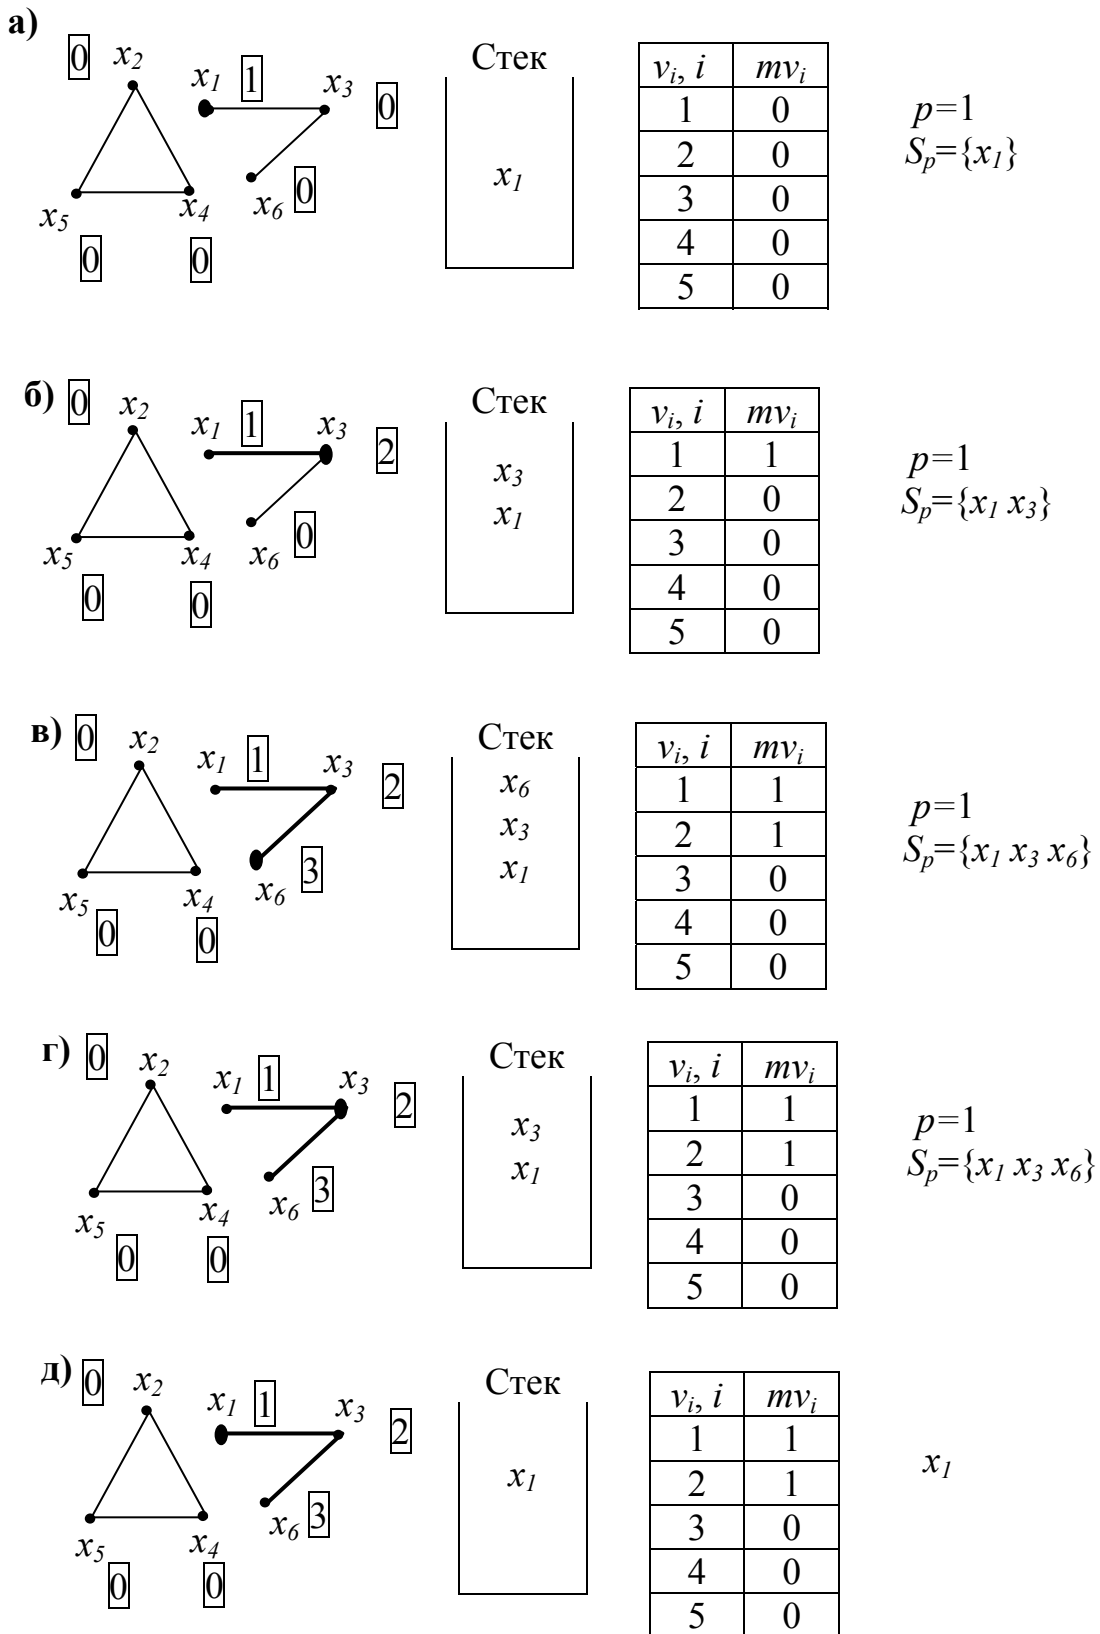 а)
0
x2
x1
1
x3
0
x5
x4
x6
0
0
0
Стек
x1
vi, i mvi
1 0
2 0
3 0
4 0
5 0
p=1
Sp={x1}
б)
0
x2
x1
1
x3
2
x5
x4
x6
0
0
0
Стек
x3
x1
vi, i mvi
1 1
2 0
3 0
4 0
5 0
p=1
Sp={x1 x3}
в)
0
x2
x1
1
x3
2
x5
x4
x6
3
0
0
Стек
x6
x3
x1
vi, i mvi
1 1
2 1
3 0
4 0
5 0
p=1
Sp={x1 x3 x6}
г)
0
x2
x1
1
x3
2
x5
x4
x6
3
0
0
Стек
x3
x1
vi, i mvi
1 1
2 1
3 0
4 0
5 0
p=1
Sp={x1 x3 x6}
д)
0
x2
x1
1
x3
2
x5
x4
x6
3
0
0
Стек
x1
vi, i mvi
1 1
2 1
3 0
4 0
5 0
x1